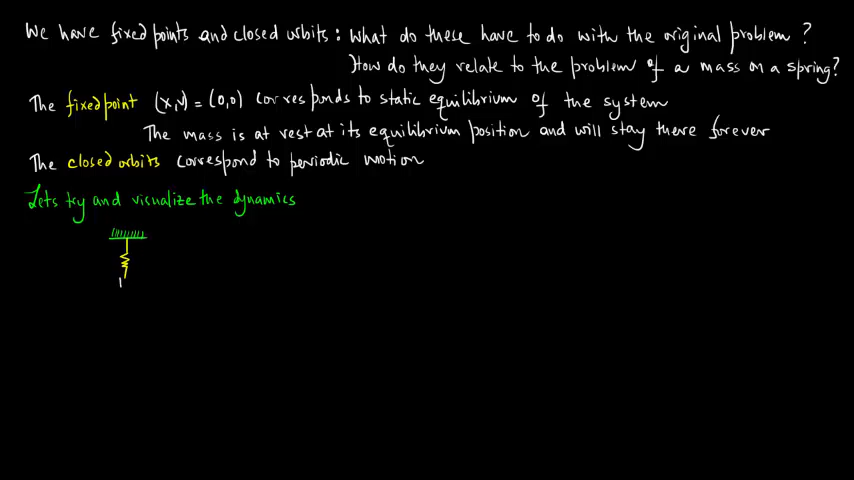 We have fixed points and closed orbits: What do these have to do with the original problem?
How do they relate to the problem of a mass on a spring?
The fixed point (x,v) = (0,0) corresponds to static equilibrium of the system
The mass is at rest at its equilibrium position and will stay there forever
The closed orbits correspond to periodic motion
Lets try and visualize the dynamics